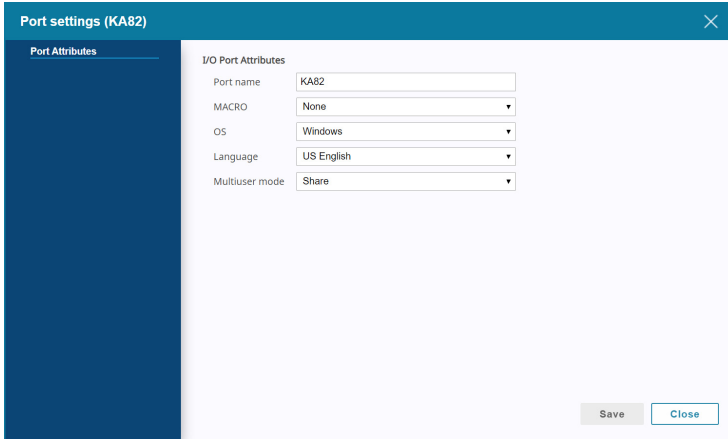 Port settings (KA82)
Port Attributes
I/O Port Attributes
Port name KA82
MACRO None
OS Windows
Language US English
Multiuser mode Share
Save Close